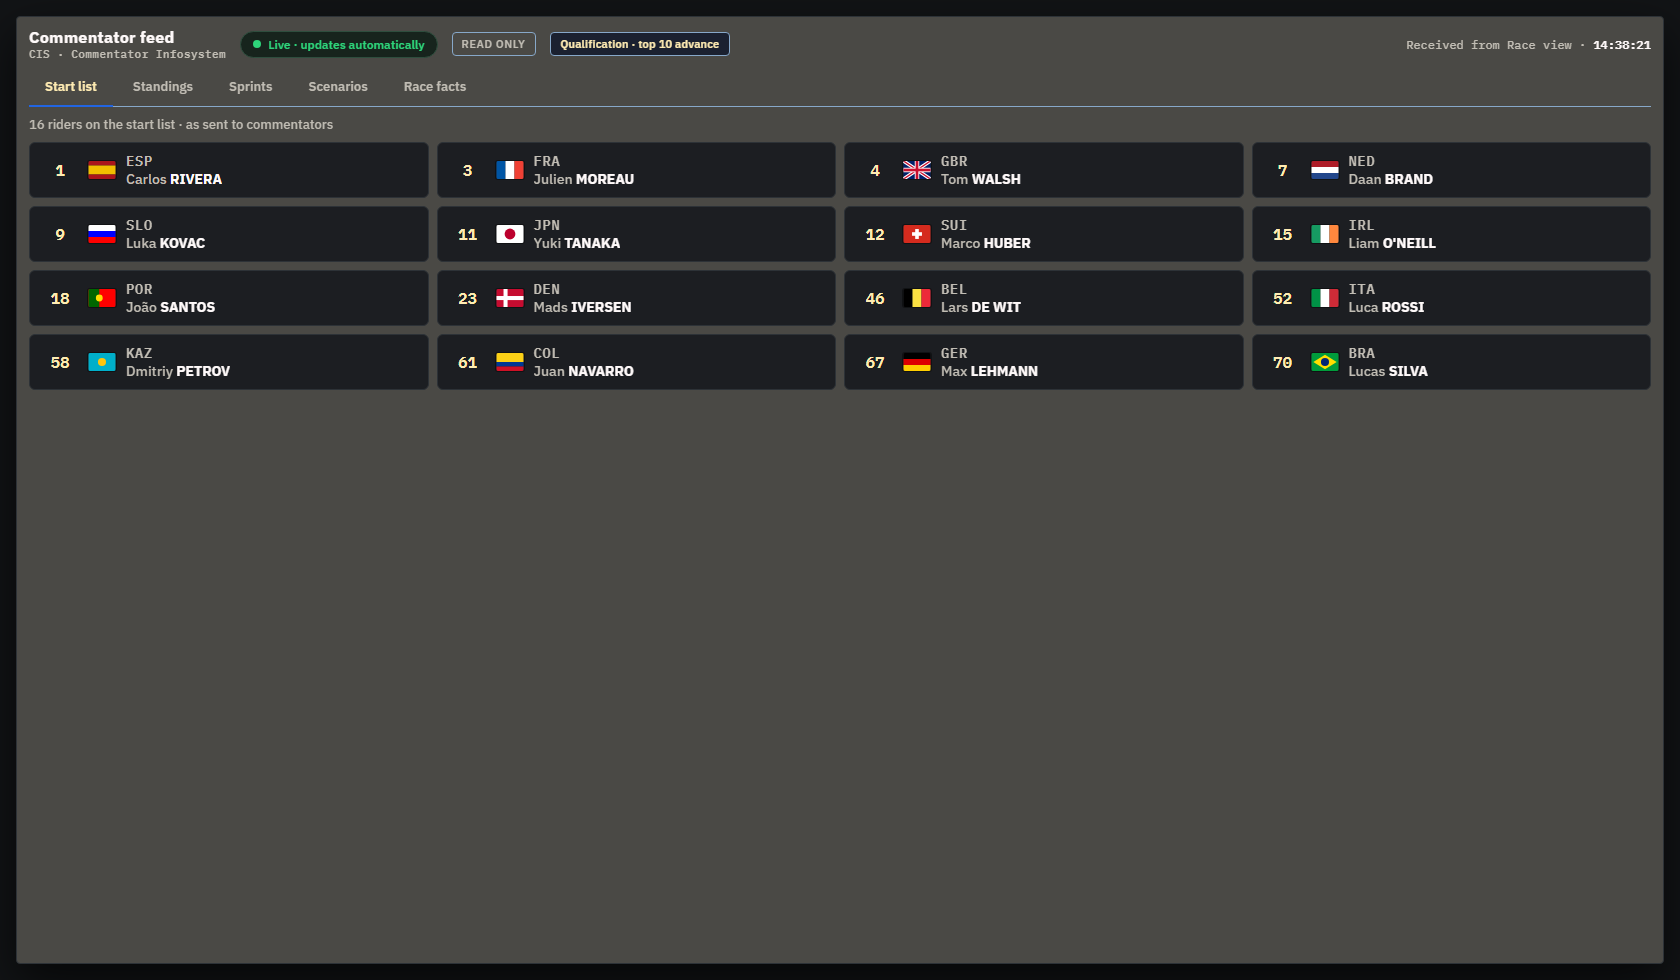 Commentator feed
CIS · Commentator Infosystem
Live · updates automatically
READ ONLY
Qualification · top 10 advance
Received from Race view · 14:38:21
Start list
Standings
Sprints
Scenarios
Race facts
16 riders on the start list · as sent to commentators
1
ESP
Carlos RIVERA
3
FRA
Julien MOREAU
4
GBR
Tom WALSH
7
NED
Daan BRAND
9
SLO
Luka KOVAC
11
JPN
Yuki TANAKA
12
SUI
Marco HUBER
15
IRL
Liam O'NEILL
18
POR
João SANTOS
23
DEN
Mads IVERSEN
46
BEL
Lars DE WIT
52
ITA
Luca ROSSI
58
KAZ
Dmitriy PETROV
61
COL
Juan NAVARRO
67
GER
Max LEHMANN
70
BRA
Lucas SILVA